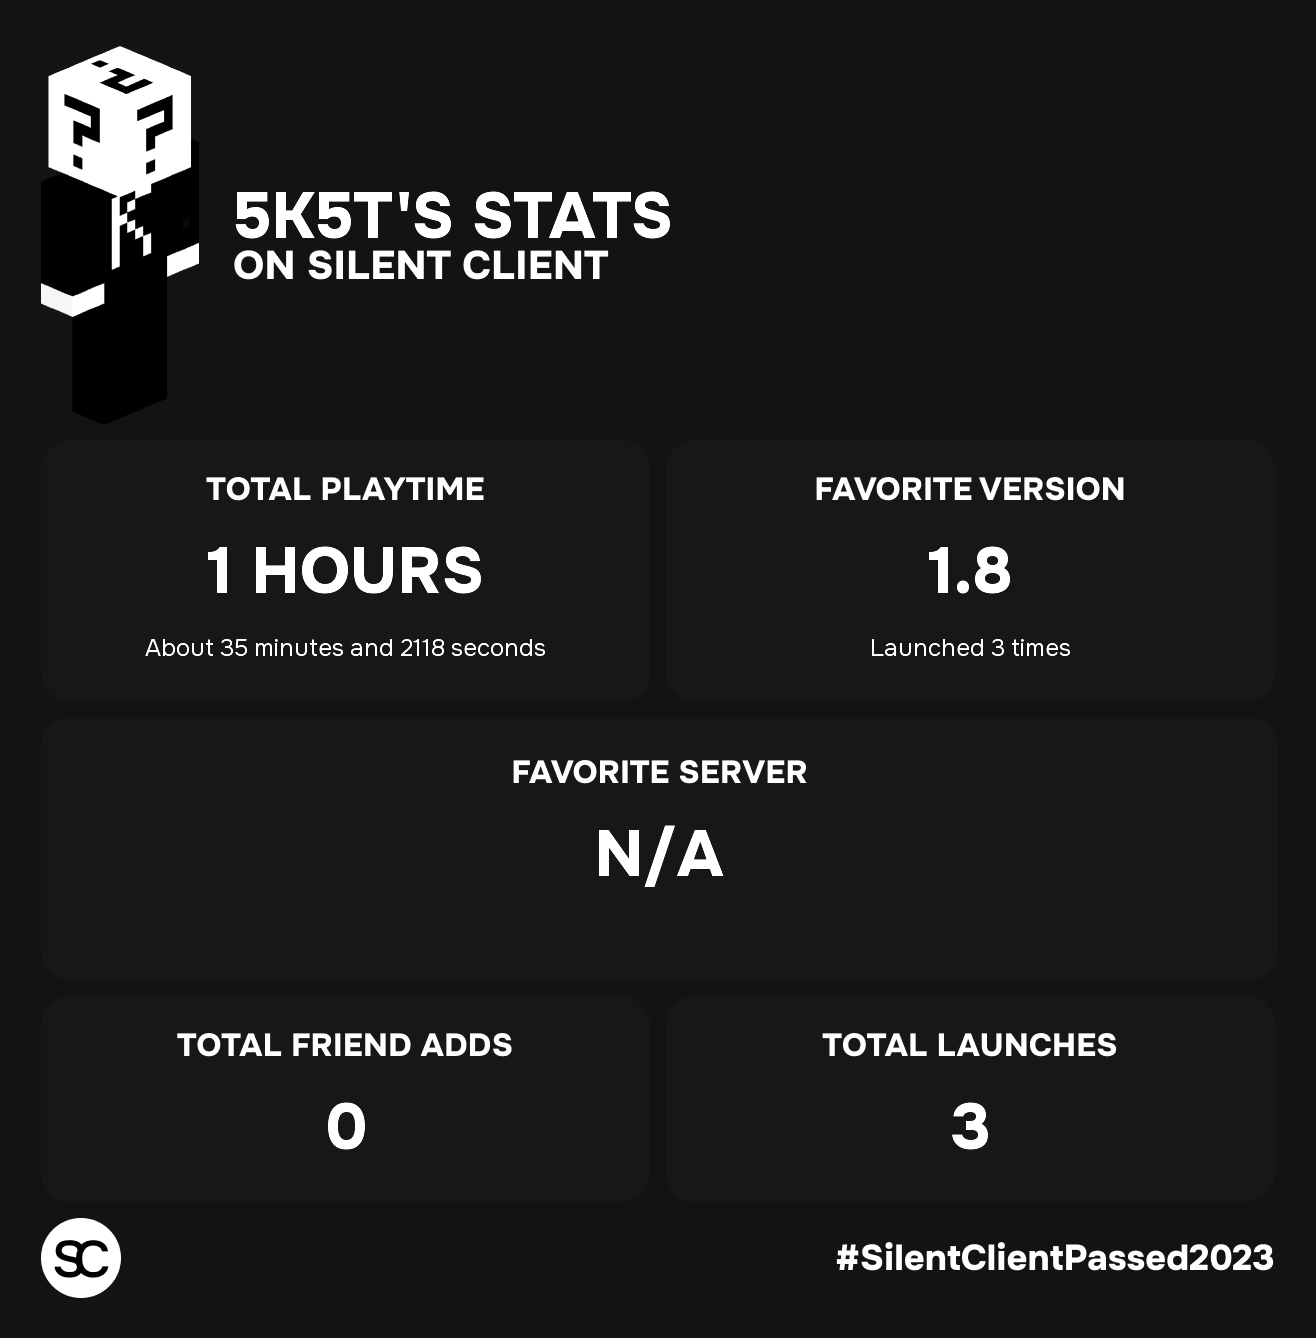 5K5T'S STATS
ON SILENT CLIENT
TOTAL PLAYTIME
1 HOURS
About 35 minutes and 2118 seconds
FAVORITE VERSION
1.8
Launched 3 times
FAVORITE SERVER
N/A
TOTAL FRIEND ADDS
0
TOTAL LAUNCHES
3
SC
#SilentClientPassed2023